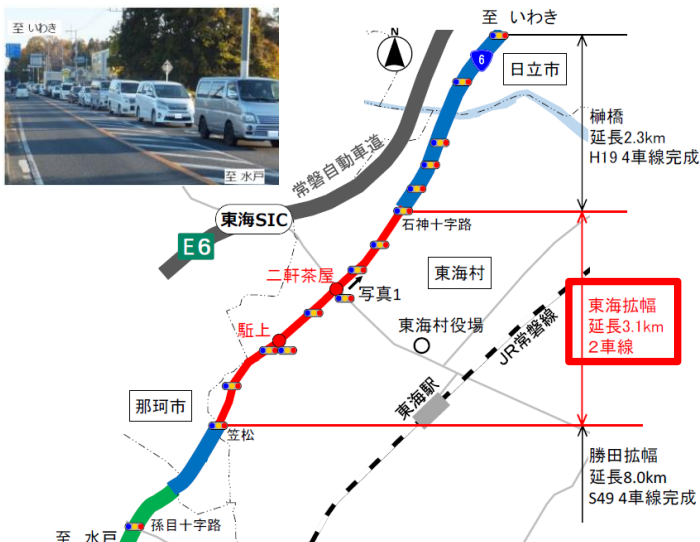 至 いわき
至 水戸
N
至 いわき
6
日立市
榊橋
延長2.3km
H19 4車線完成
常磐自動車道
東海SIC
E6
石神十字路
二軒茶屋
写真1
東海村
東海拡幅
延長3.1km
2車線
駈上
東海村役場
JR常磐線
東海駅
那珂市
笠松
勝田拡幅
延長8.0km
S49 4車線完成
孫目十字路
至 水戸